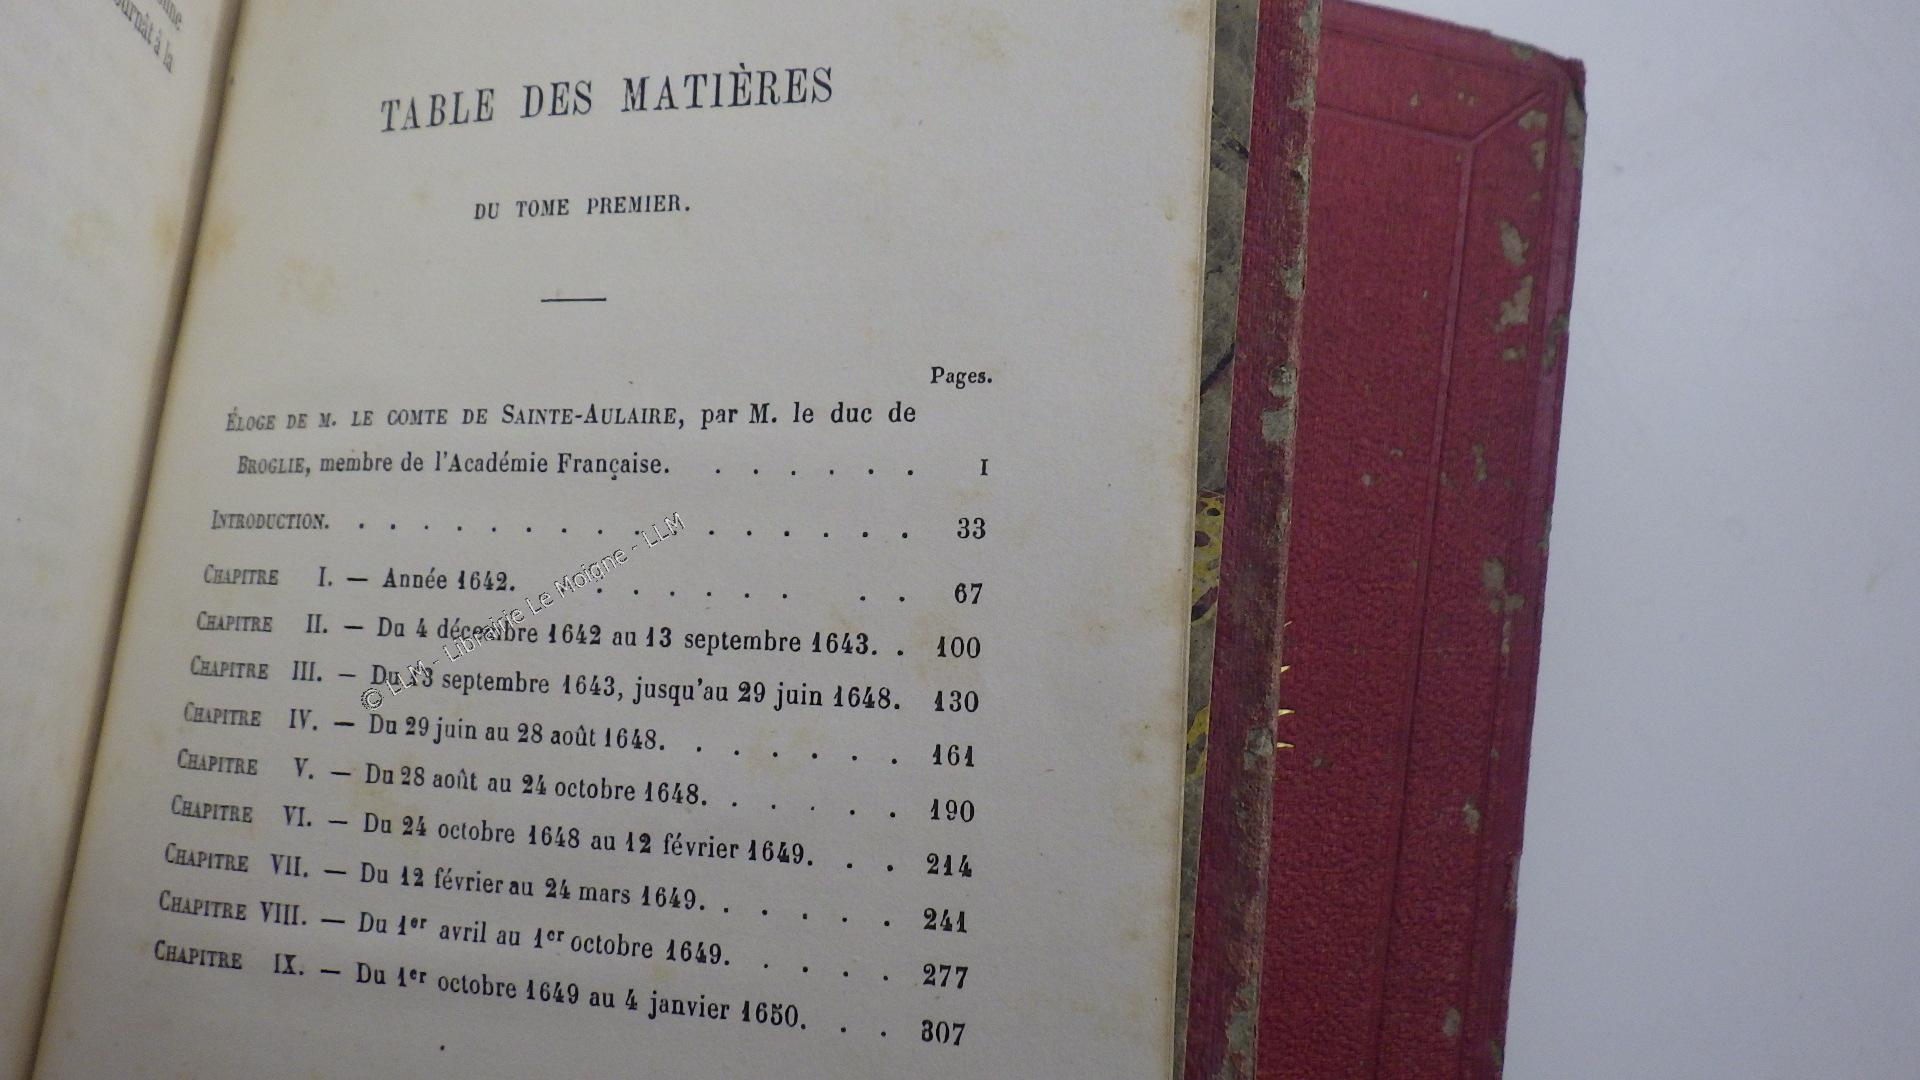 ournât à la
TABLE DES MATIÈRES
DU TOME PREMIER.
Pages.
ÉLOGE DE M. LE COMTE DE SAINTE-AULAIRE, par M. le duc de
BROGLIE, membre de l'Académie Française. . . . . . . I
INTRODUCTION. . . . . . . . . . . . . . . . 33
CHAPITRE I. — Année 1642. . . . . . . . . 67
CHAPITRE II. — Du 4 décembre 1642 au 13 septembre 1643. . 100
CHAPITRE III. — Du 13 septembre 1643, jusqu'au 29 juin 1648. 130
CHAPITRE IV. — Du 29 juin au 28 août 1648. . . . . . . 161
CHAPITRE V. — Du 28 août au 24 octobre 1648. . . . . . 190
CHAPITRE VI. — Du 24 octobre 1648 au 12 février 1649. . . 214
CHAPITRE VII. — Du 12 février au 24 mars 1649. . . . . . 241
CHAPITRE VIII. — Du 1er avril au 1er octobre 1649. . . . . 277
CHAPITRE IX. — Du 1er octobre 1649 au 4 janvier 1650. . . 307
© LLM - Librairie Le Moigne - LLM